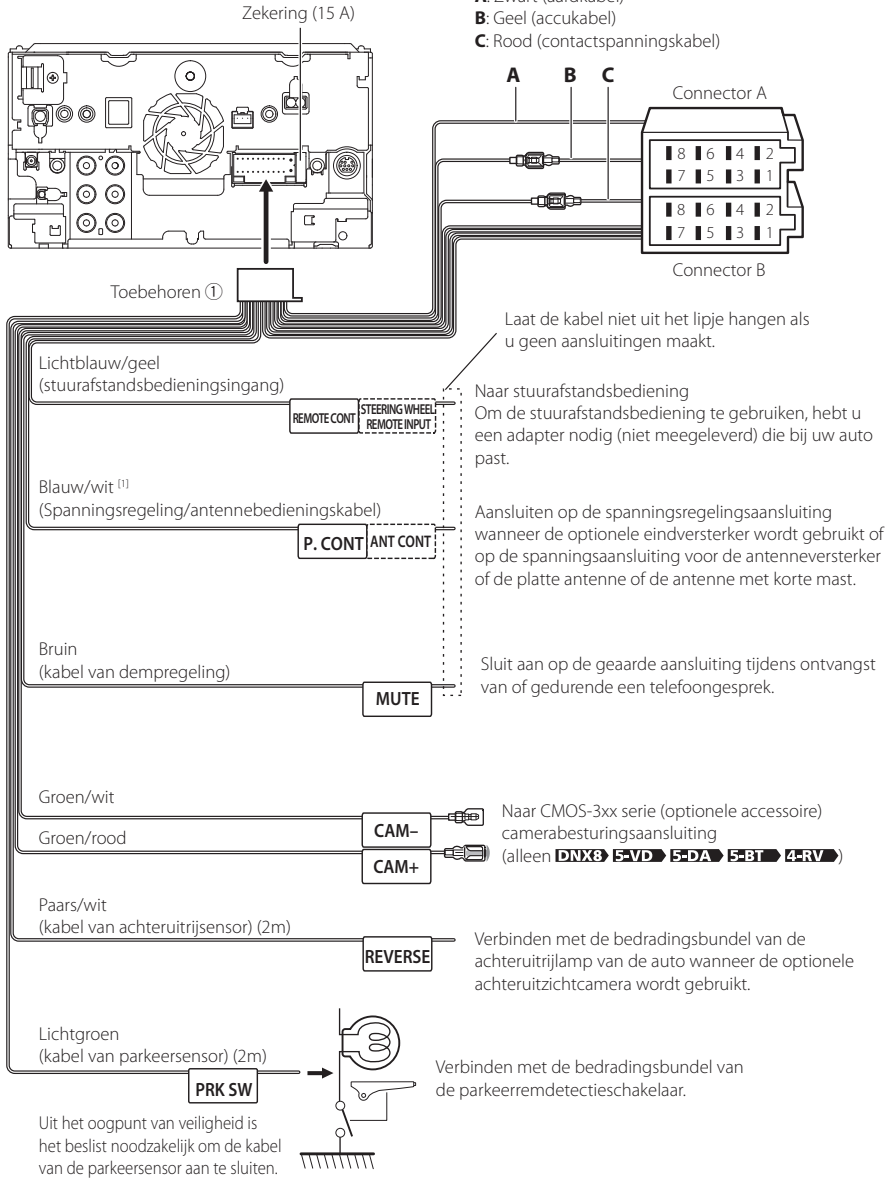 Zekering (15 A)
A: Zwart (aardkabel)
B: Geel (accukabel)
C: Rood (contactspanningskabel)
A B C
Connector A
8 6 4 2
7 5 3 1
8 6 4 2
7 5 3 1
Connector B
Toebehoren ①
Laat de kabel niet uit het lipje hangen als
u geen aansluitingen maakt.
Lichtblauw/geel
(stuurafstandsbedieningsingang)
REMOTE CONT
STEERING WHEEL
REMOTE INPUT
Naar stuurafstandsbediening
Om de stuurafstandsbediening te gebruiken, hebt u
een adapter nodig (niet meegeleverd) die bij uw auto
past.
Blauw/wit [1]
(Spanningsregeling/antennebedieningskabel)
P. CONT
ANT CONT
Aansluiten op de spanningsregelingsaansluiting
wanneer de optionele eindversterker wordt gebruikt of
op de spanningsaansluiting voor de antenneversterker
of de platte antenne of de antenne met korte mast.
Bruin
(kabel van dempregeling)
MUTE
Sluit aan op de geaarde aansluiting tijdens ontvangst
van of gedurende een telefoongesprek.
Groen/wit
CAM–
Groen/rood
CAM+
Naar CMOS-3xx serie (optionele accessoire)
camerabesturingsaansluiting
(alleen DNX8 5-VD 5-DA 5-BT 4-RV)
Paars/wit
(kabel van achteruitrijsensor) (2m)
REVERSE
Verbinden met de bedradingsbundel van de
achteruitrijlamp van de auto wanneer de optionele
achteruitzichtcamera wordt gebruikt.
Lichtgroen
(kabel van parkeersensor) (2m)
PRK SW
Verbinden met de bedradingsbundel van
de parkeerremdetectieschakelaar.
Uit het oogpunt van veiligheid is
het beslist noodzakelijk om de kabel
van de parkeersensor aan te sluiten.